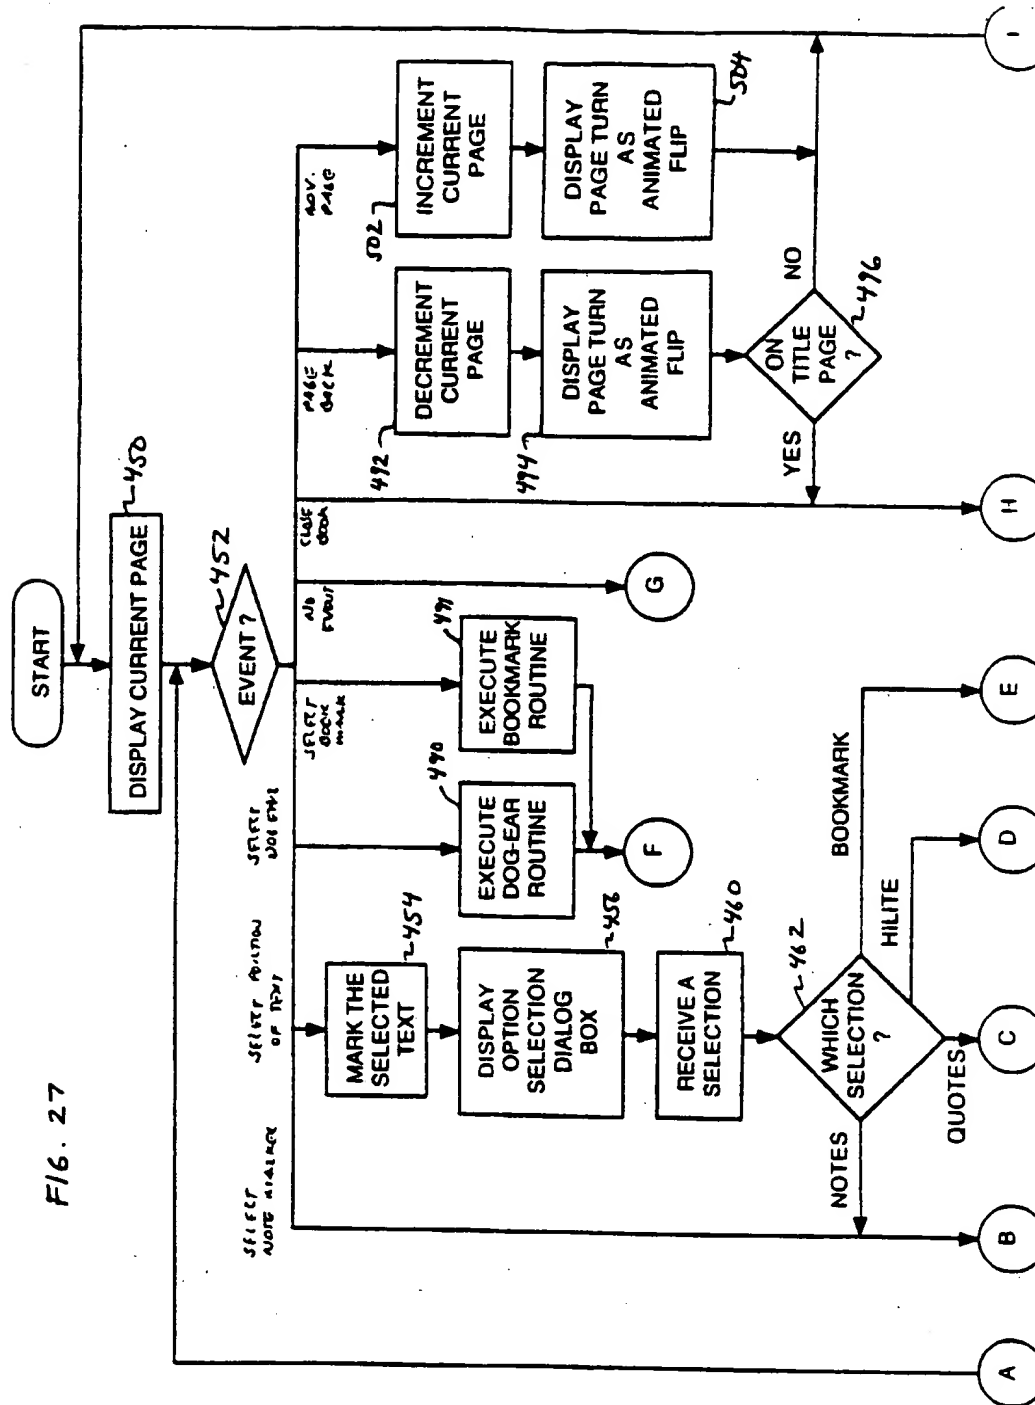 FIG. 27
START
DISPLAY CURRENT PAGE
450
EVENT ?
452
SELECT
NOTE MARKER
SELECT PORTION
OF TEXT
SELECT
DOG EAR
SELECT
BOOK
MARK
NO
EVENT
CLOSE
BOOK
PAGE
BACK
ADV.
PAGE
MARK THE
SELECTED
TEXT
454
DISPLAY
OPTION
SELECTION
DIALOG
BOX
456
RECEIVE A
SELECTION
460
WHICH
SELECTION
?
462
NOTES
QUOTES
HILITE
BOOKMARK
EXECUTE
DOG-EAR
ROUTINE
490
EXECUTE
BOOKMARK
ROUTINE
491
F
G
DECREMENT
CURRENT
PAGE
492
DISPLAY
PAGE TURN
AS
ANIMATED
FLIP
494
ON
TITLE
PAGE
?
496
YES
NO
INCREMENT
CURRENT
PAGE
502
DISPLAY
PAGE TURN
AS
ANIMATED
FLIP
504
A
B
C
D
E
H
I